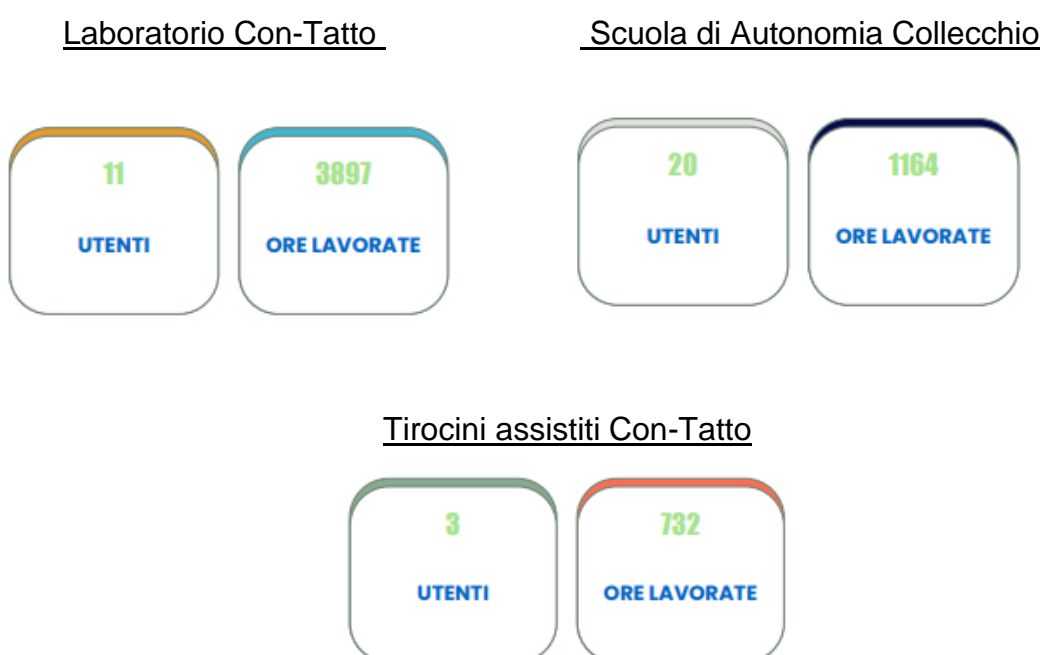 Laboratorio Con-Tatto
Scuola di Autonomia Collecchio
11
UTENTI
3897
ORE LAVORATE
20
UTENTI
1164
ORE LAVORATE
Tirocini assistiti Con-Tatto
3
UTENTI
732
ORE LAVORATE